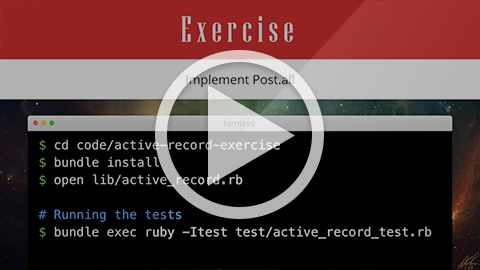 Exercise
Implement Post.all
terminal
$ cd code/active-record-exercise
$ bundle install
$ open lib/active_record.rb
# Running the tests
$ bundle exec ruby -Itest test/active_record_test.rb